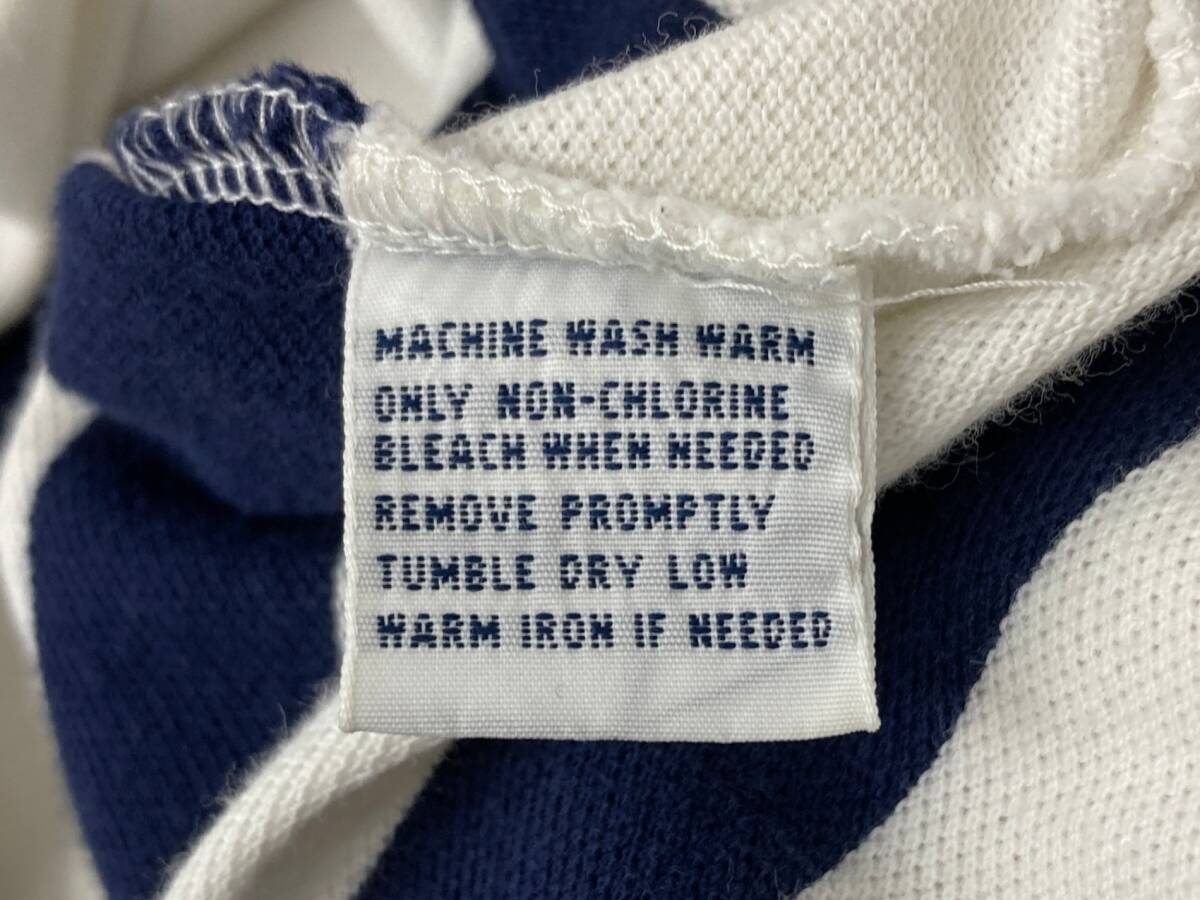 MACHINE WASH WARM
ONLY NON-CHLORINE
BLEACH WHEN NEEDED
REMOVE PROMPTLY
TUMBLE DRY LOW
WARM IRON IF NEEDED